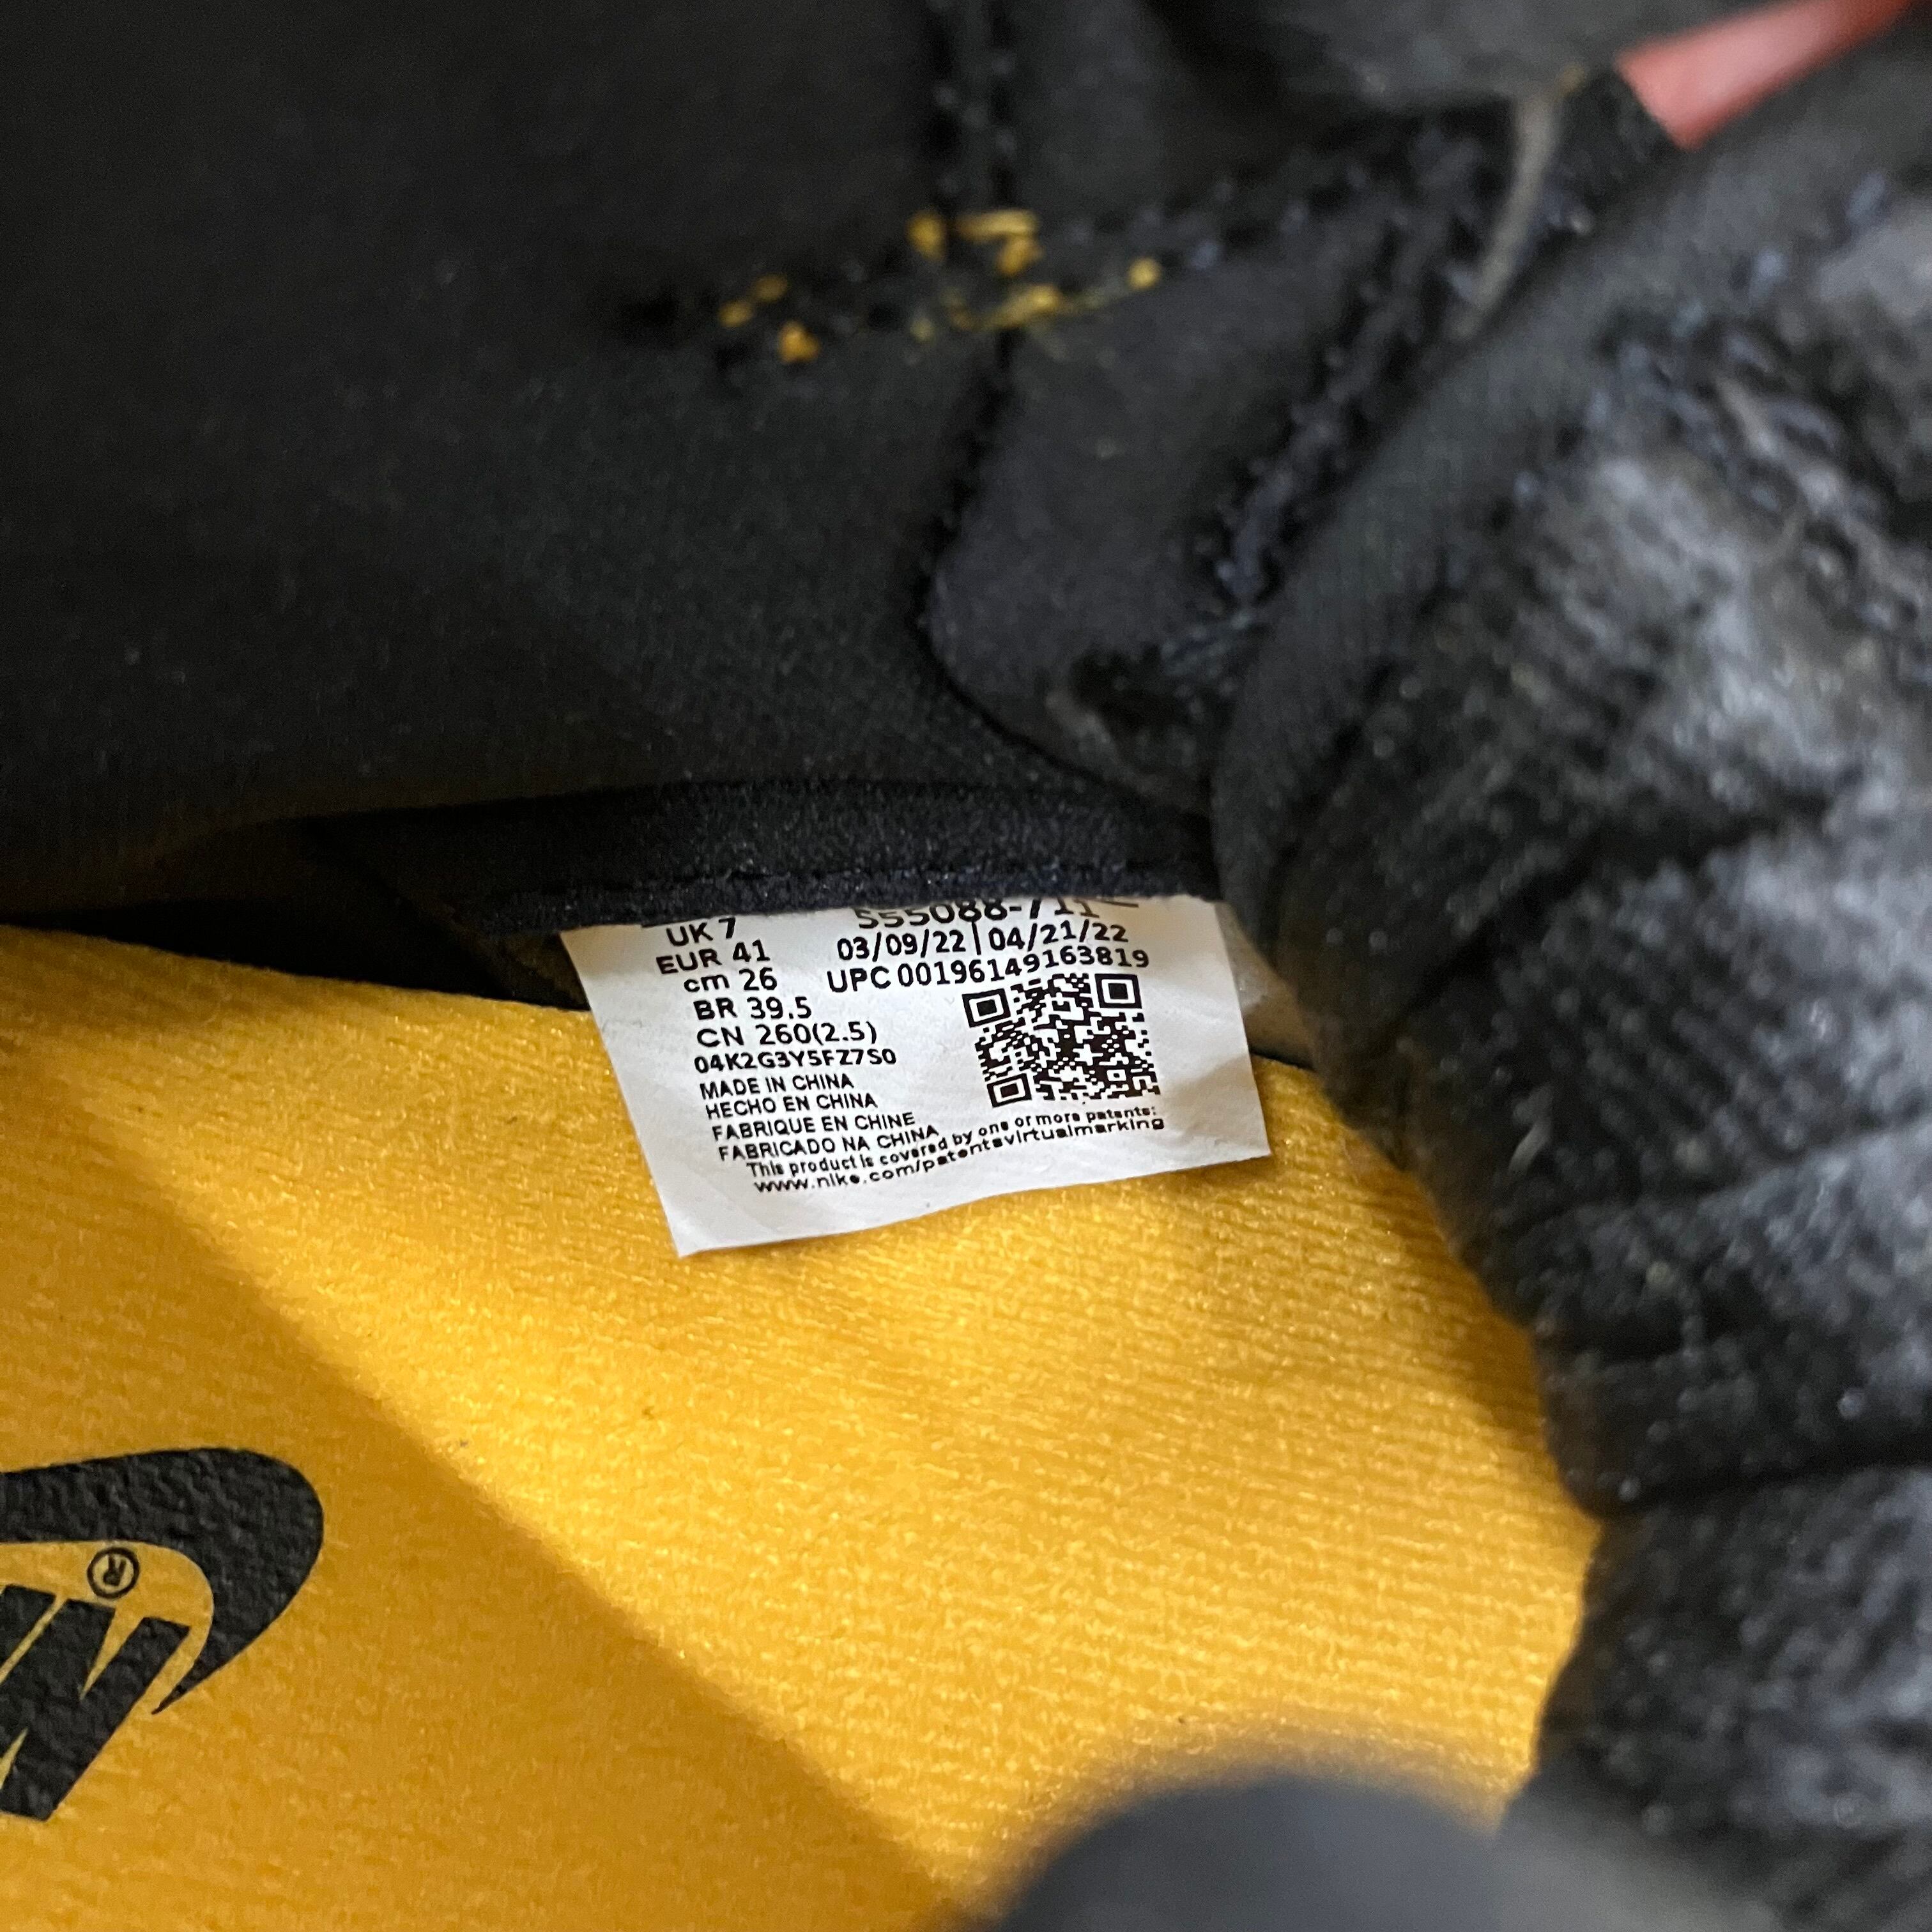 UK 7
EUR 41
cm 26
BR 39.5
CN 260(2.5)
04K2G3Y5FZ7S0
MADE IN CHINA
HECHO EN CHINA
FABRIQUE EN CHINE
FABRICADO NA CHINA
555088-711
03/09/22 | 04/21/22
UPC 00196149163819
This product is covered by one or more patents:
www.nike.com/patentsvirtualmarking
®